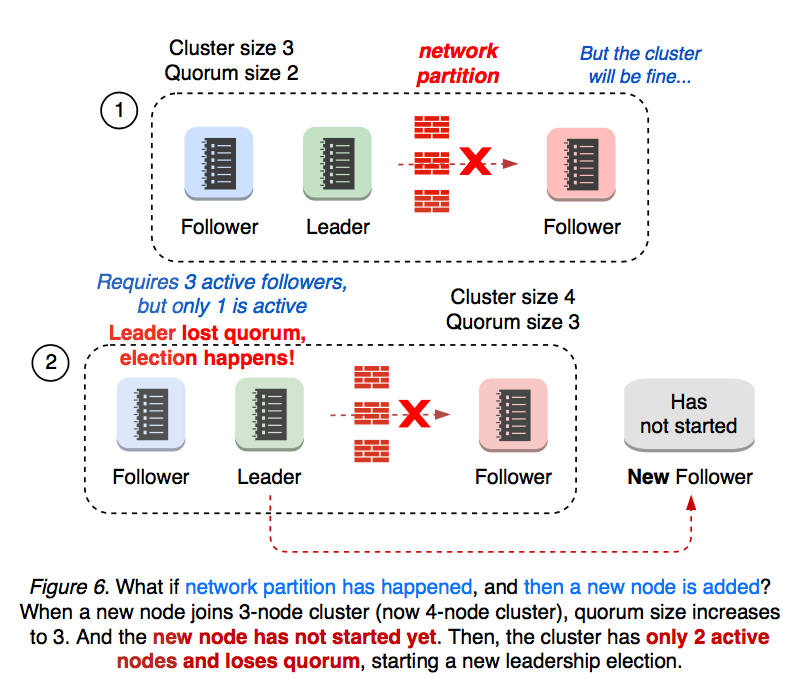 Cluster size 3
Quorum size 2
network
partition
But the cluster
will be fine...
1
Follower
Leader
Follower
Requires 3 active followers,
but only 1 is active
Leader lost quorum,
election happens!
Cluster size 4
Quorum size 3
2
Has
not started
Follower
Leader
Follower
New Follower
Figure 6. What if network partition has happened, and then a new node is added?
When a new node joins 3-node cluster (now 4-node cluster), quorum size increases
to 3. And the new node has not started yet. Then, the cluster has only 2 active
nodes and loses quorum, starting a new leadership election.